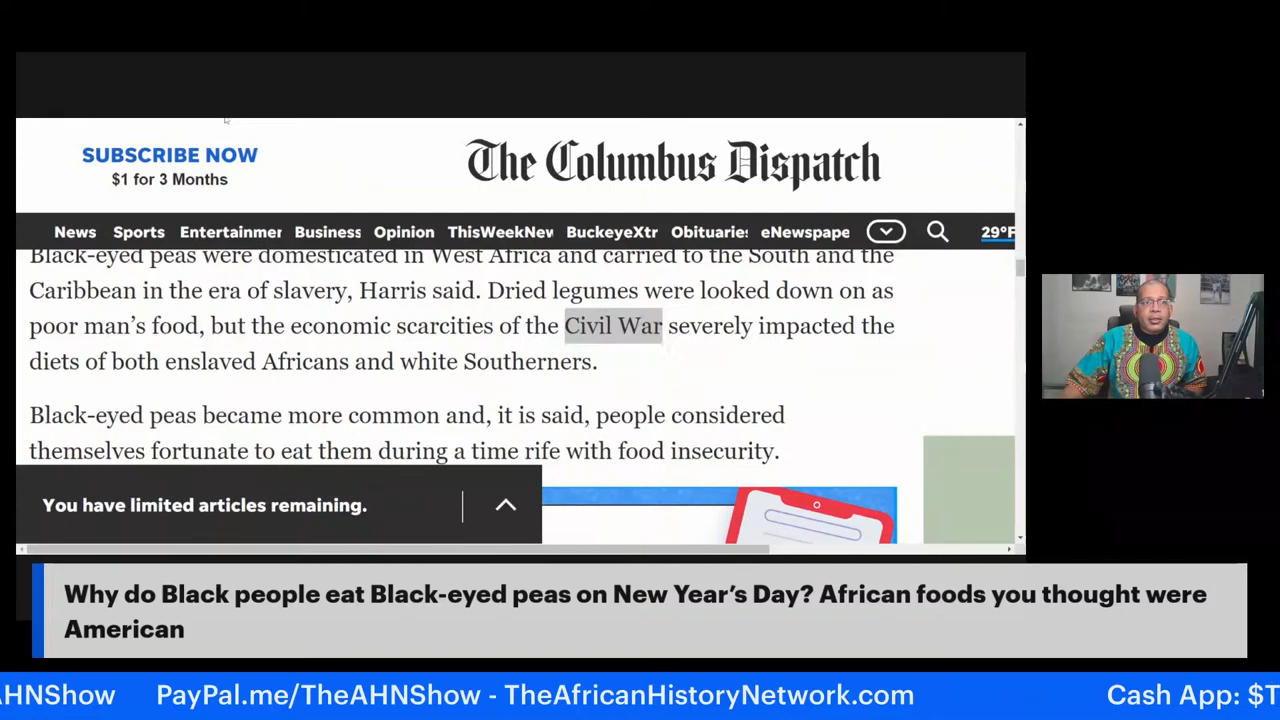 SUBSCRIBE NOW
$1 for 3 Months
The Columbus Dispatch
News Sports Entertainmen Business Opinion ThisWeekNew BuckeyeXtr Obituaries eNewspape 29°F
Black-eyed peas were domesticated in West Africa and carried to the South and the
Caribbean in the era of slavery, Harris said. Dried legumes were looked down on as
poor man’s food, but the economic scarcities of the Civil War severely impacted the
diets of both enslaved Africans and white Southerners.
Black-eyed peas became more common and, it is said, people considered
themselves fortunate to eat them during a time rife with food insecurity.
You have limited articles remaining.
Why do Black people eat Black-eyed peas on New Year’s Day? African foods you thought were
American
AHNShow PayPal.me/TheAHNShow - TheAfricanHistoryNetwork.com Cash App: $T